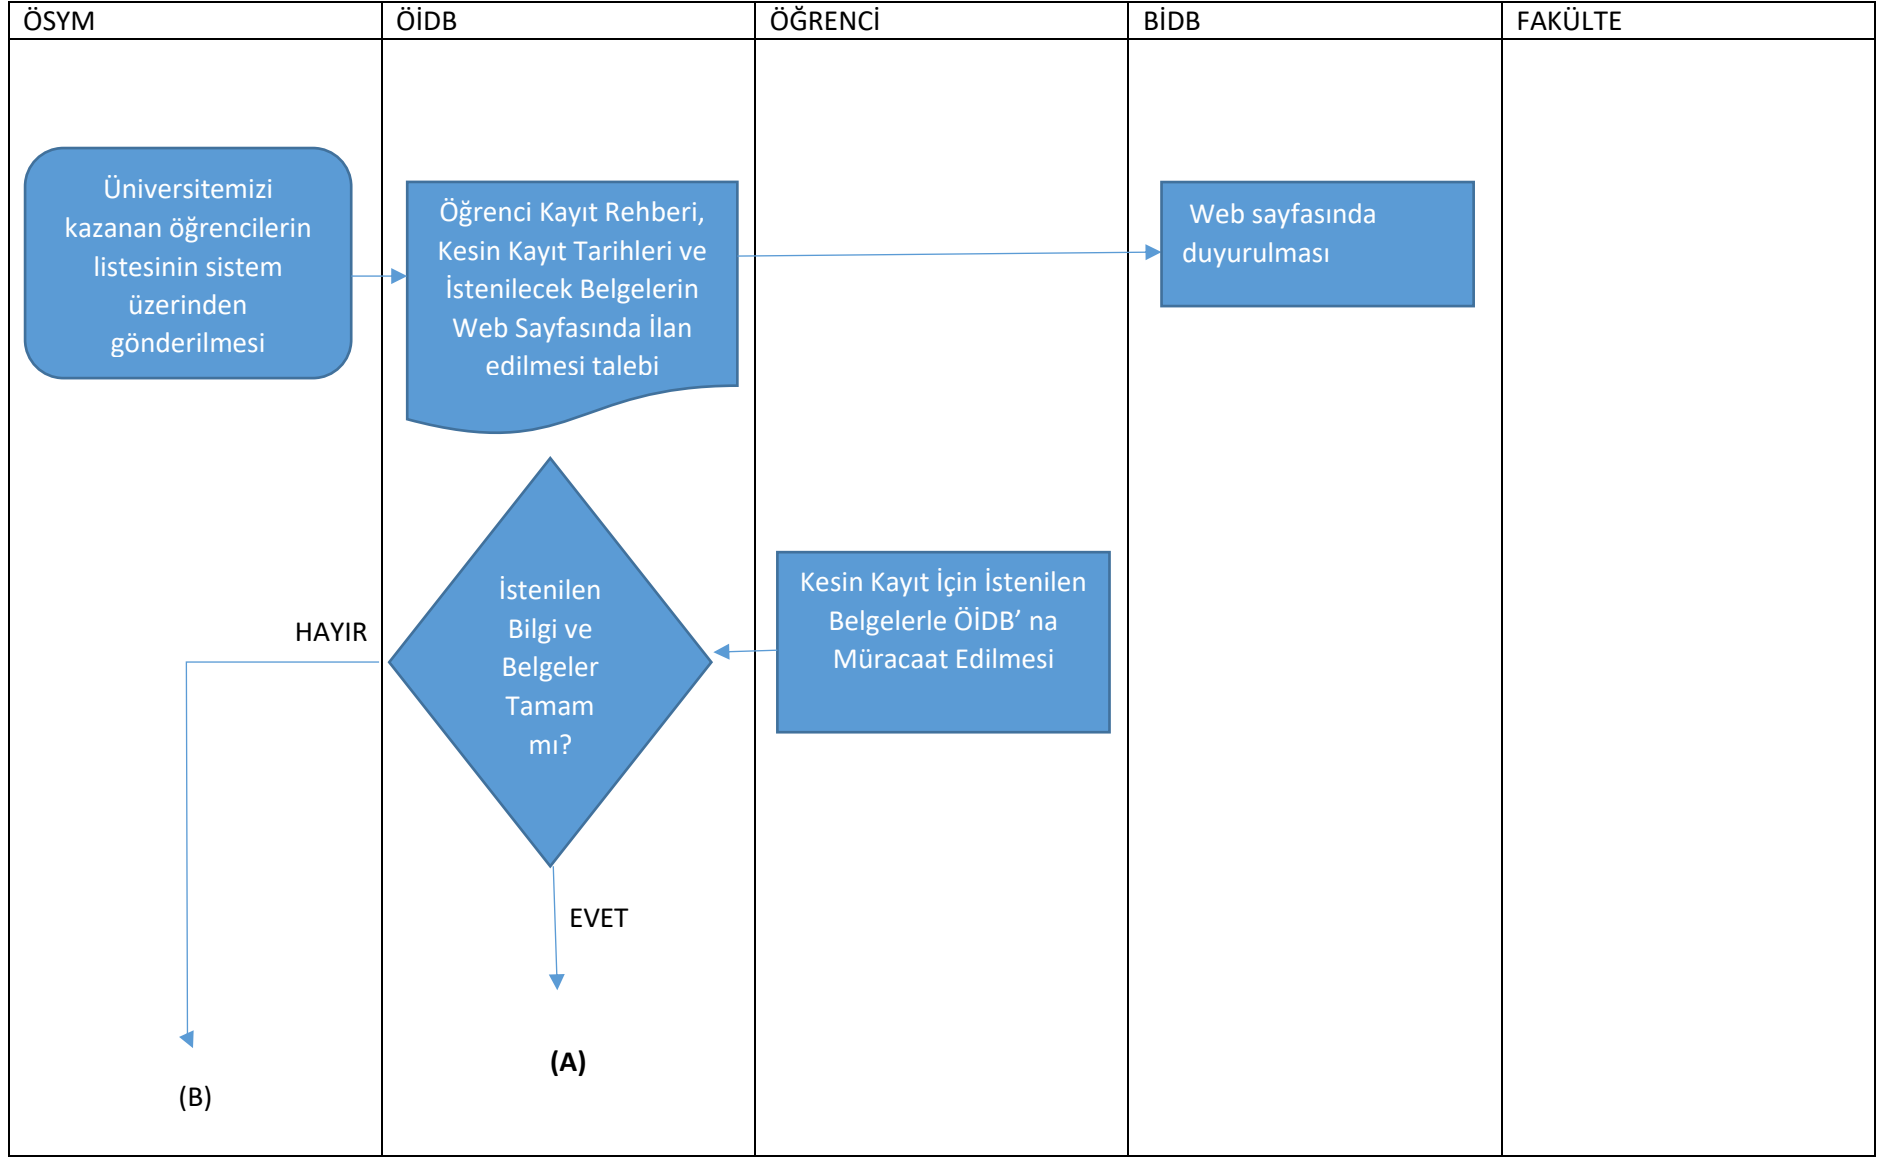 ÖSYM
ÖİDB
ÖĞRENCİ
BİDB
FAKÜLTE
Üniversitemizi
kazanan öğrencilerin
listesinin sistem
üzerinden
gönderilmesi
Öğrenci Kayıt Rehberi,
Kesin Kayıt Tarihleri ve
İstenilecek Belgelerin
Web Sayfasında İlan
edilmesi talebi
Web sayfasında
duyurulması
İstenilen
Bilgi ve
Belgeler
Tamam
mı?
Kesin Kayıt İçin İstenilen
Belgelerle ÖİDB’ na
Müracaat Edilmesi
HAYIR
EVET
(A)
(B)